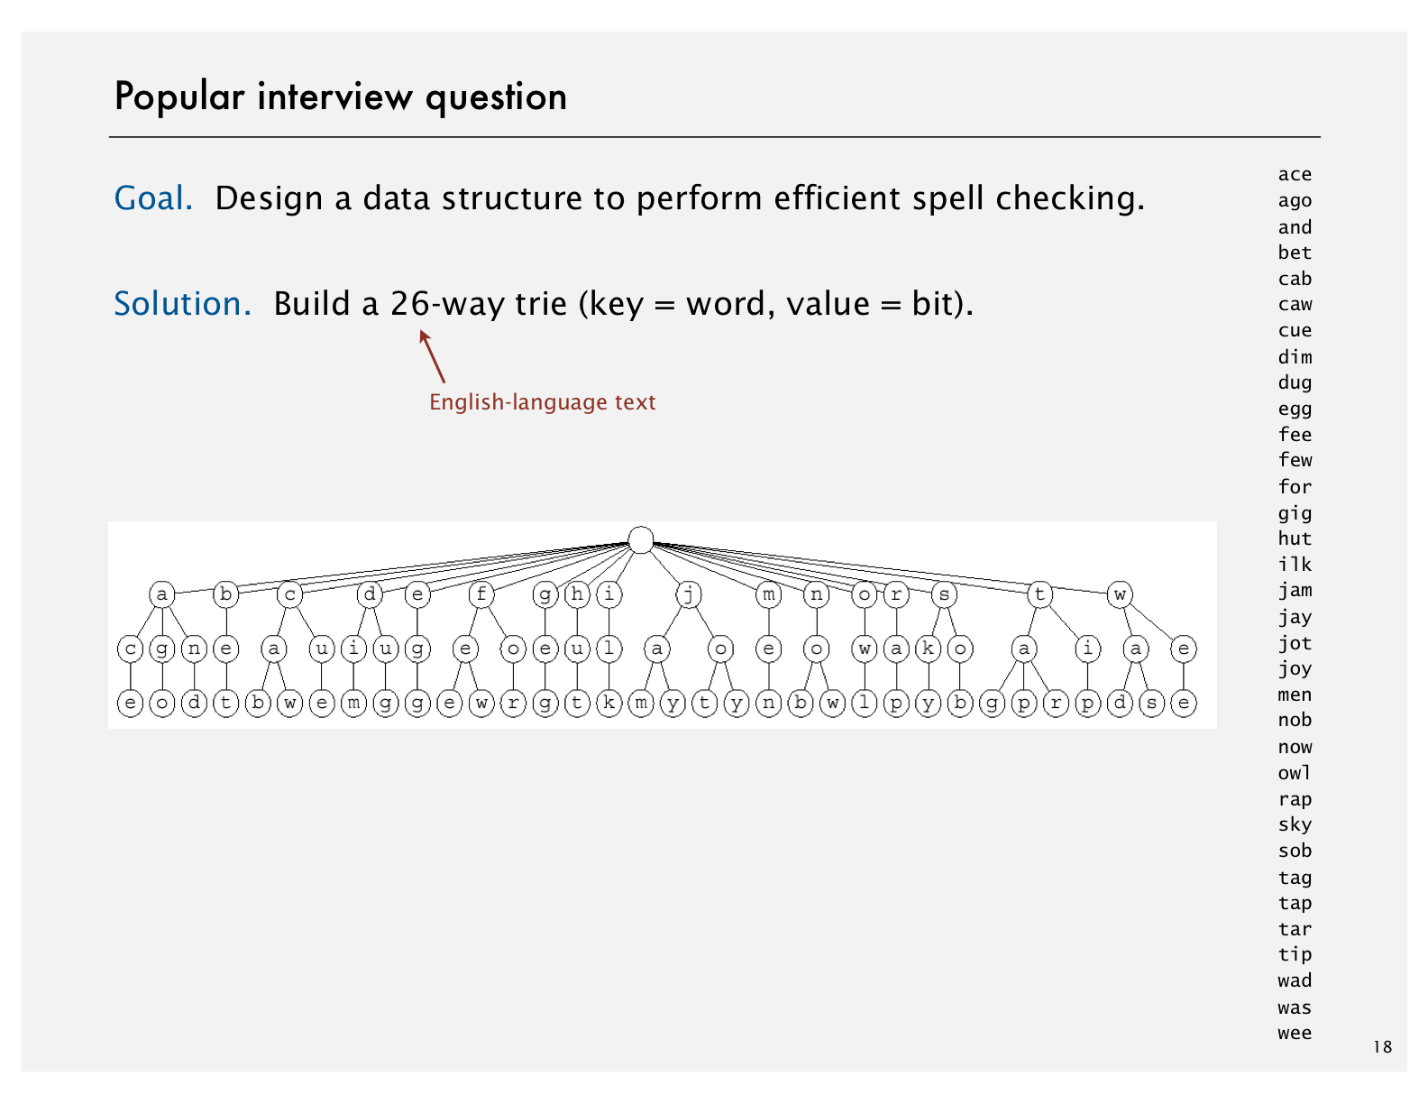 Popular interview question
Goal. Design a data structure to perform efficient spell checking.
Solution. Build a 26-way trie (key = word, value = bit).
English-language text
a b c d e f g h i j m n o r s t w
c g n e a u i u g e o e u l a o e o w a k o a i a e
e o d t b w e m g g e w r g t k m y t y n b w l p y b g p r p d s e
ace
ago
and
bet
cab
caw
cue
dim
dug
egg
fee
few
for
gig
hut
ilk
jam
jay
jot
joy
men
nob
now
owl
rap
sky
sob
tag
tap
tar
tip
wad
was
wee
18